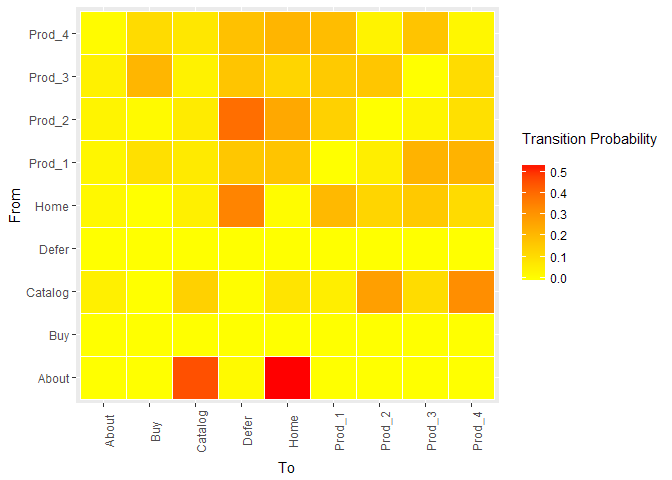 Prod_4
Prod_3
Prod_2
Prod_1
Home
Defer
Catalog
Buy
About
From
About
Buy
Catalog
Defer
Home
Prod_1
Prod_2
Prod_3
Prod_4
To
Transition Probability
0.5
0.4
0.3
0.2
0.1
0.0